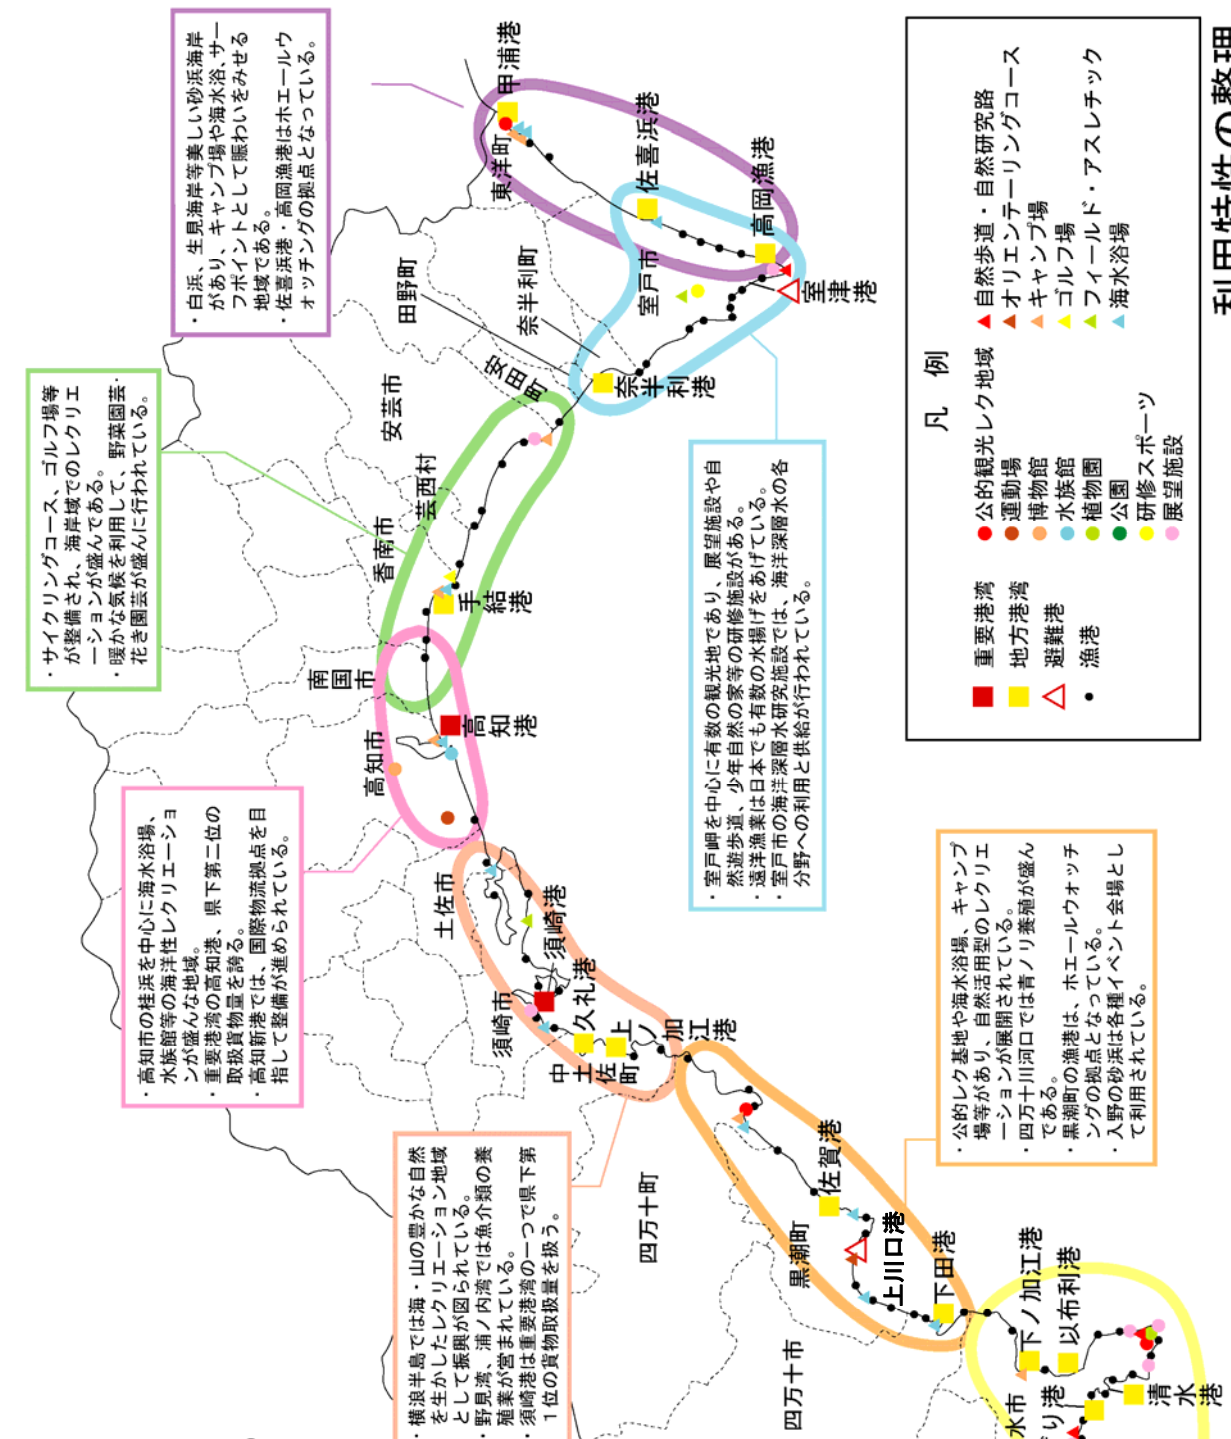 ・白浜、生見海岸等美しい砂浜海岸
があり、キャンプ場や海水浴、サー
フポイントとして賑わいをみせる
地域である。
・佐喜浜港・高岡漁港はホエールウ
ォッチングの拠点となっている。
・サイクリングコース、ゴルフ場等
が整備され、海岸域でのレクリエ
ーションが盛んである。
・暖かな気候を利用して、野菜園芸・
花き園芸が盛んに行われている。
・高知市の桂浜を中心に海水浴場、
水族館等の海洋性レクリエーショ
ンが盛んな地域。
・重要港湾の高知港、県下第二位の
取扱貨物量を誇る。
・高知新港では、国際物流拠点を目
指して整備が進められている。
・横浪半島では海・山の豊かな自然
を生かしたレクリエーション地域
として振興が図られている。
・野見湾、浦ノ内湾では魚介類の養
殖業が営まれている。
・須崎港は重要港湾の一つで県下第
1位の貨物取扱量を扱う。
・室戸岬を中心に有数の観光地であり、展望施設や自
然遊歩道、少年自然の家等の研修施設がある。
・遠洋漁業は日本でも有数の水揚げをあげている。
・室戸市の海洋深層水研究施設では、海洋深層水の各
分野への利用と供給が行われている。
・公的レク基地や海水浴場、キャンプ
場等があり、自然活用型のレクリエ
ーションが展開されている。
・四万十川河口では青ノリ養殖が盛ん
である。
・黒潮町の漁港は、ホエールウォッチ
ングの拠点となっている。
・入野の砂浜は各種イベント会場とし
て利用されている。
甲浦港
東洋町
佐喜浜港
高岡漁港
室戸市
室津港
奈半利町
田野町
奈半利港
安田町
安芸市
芸西村
香南市
手結港
南国市
高知港
高知市
土佐市
須崎港
須崎市
久礼港
上ノ加江港
中土佐町
四万十町
佐賀港
黒潮町
上川口港
下田港
四万十市
下ノ加江港
以布利港
清水港
水市
り港
凡例
重要港湾
地方港湾
避難港
漁港
公的観光レク地域
運動場
博物館
水族館
植物園
公園
研修スポーツ
展望施設
自然歩道・自然研究路
オリエンテーリングコース
キャンプ場
ゴルフ場
フィールド・アスレチック
海水浴場
利用特性の整理